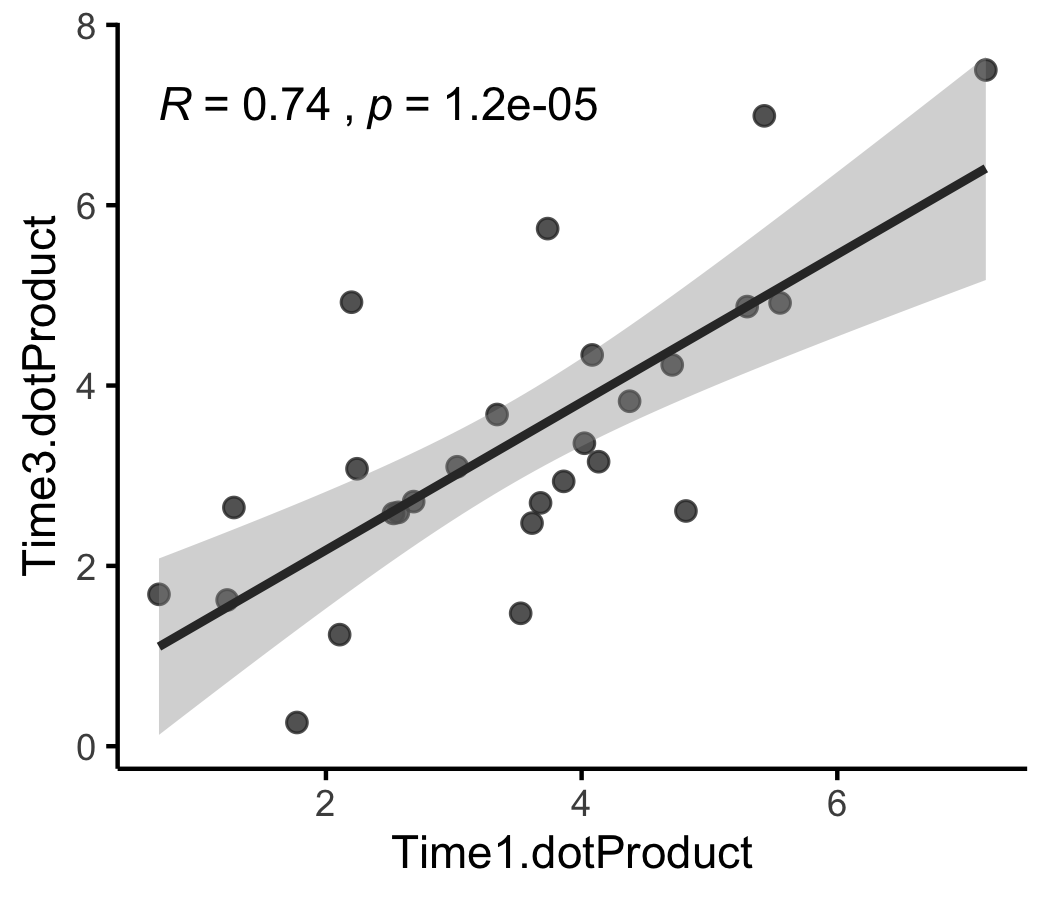 8
R = 0.74 , p = 1.2e-05
6
4
2
0
Time3.dotProduct
2 4 6
Time1.dotProduct